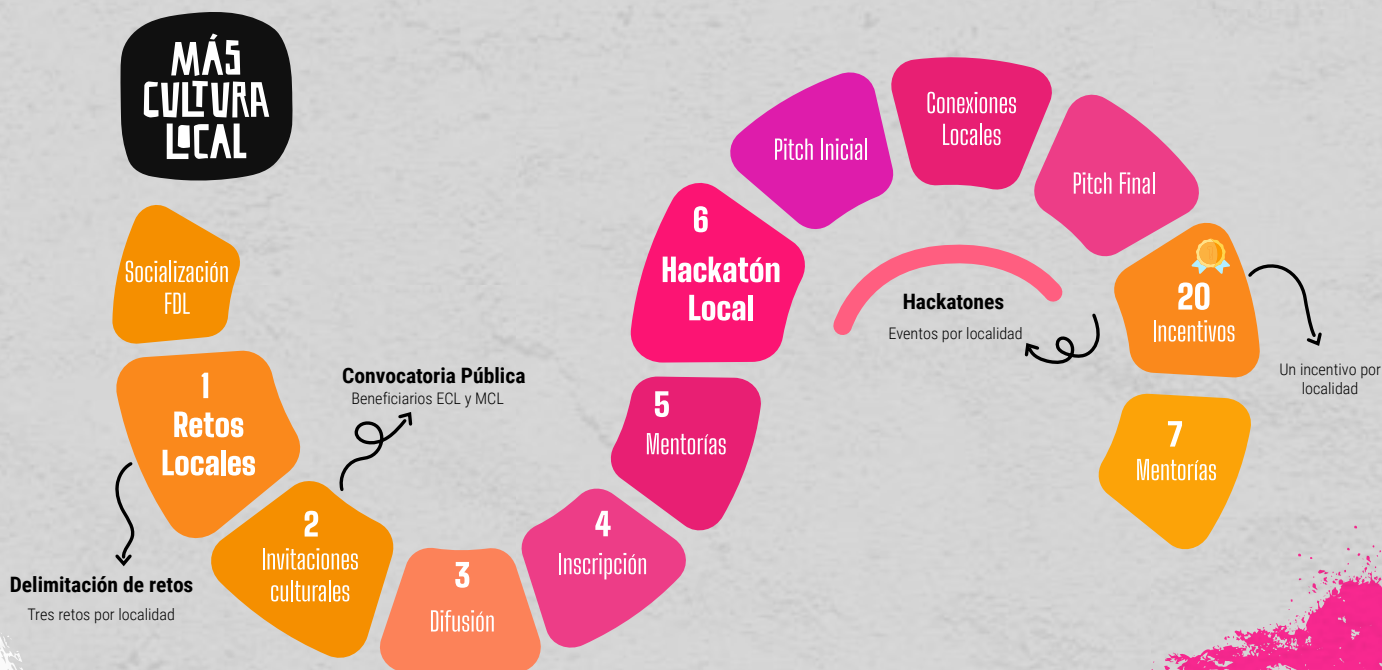 MÁS
CULTURA
LOCAL
Socialización
FDL
1
Retos
Locales
Delimitación de retos
Tres retos por localidad
2
Invitaciones
culturales
Convocatoria Pública
Beneficiarios ECL y MCL
3
Difusión
4
Inscripción
5
Mentorías
6
Hackatón
Local
Pitch Inicial
Conexiones
Locales
Pitch Final
Hackatones
Eventos por localidad
20
Incentivos
Un incentivo por
localidad
7
Mentorías